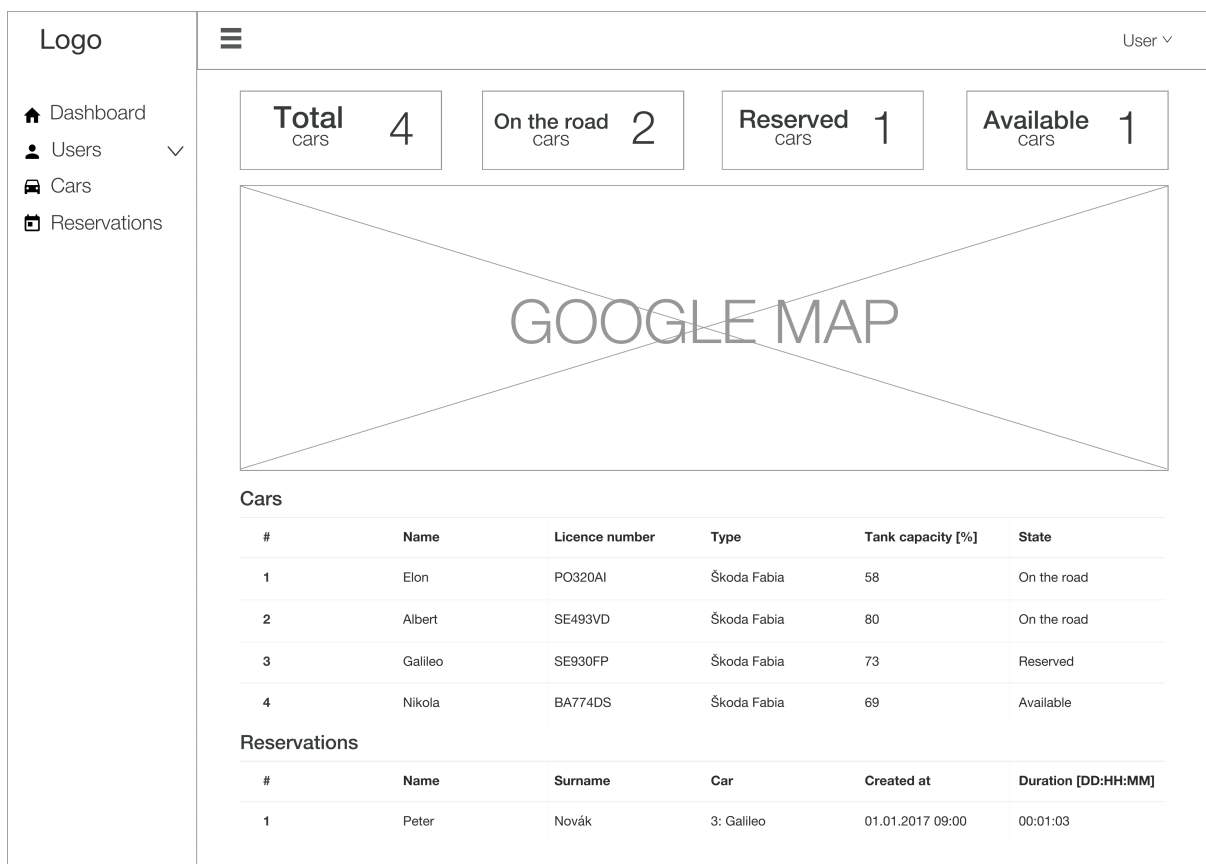 Logo
User
Dashboard
Users
Cars
Reservations
Total cars 4
On the road cars 2
Reserved cars 1
Available cars 1
GOOGLE MAP
Cars
# Name Licence number Type Tank capacity [%] State
1 Elon PO320AI Škoda Fabia 58 On the road
2 Albert SE493VD Škoda Fabia 80 On the road
3 Galileo SE930FP Škoda Fabia 73 Reserved
4 Nikola BA774DS Škoda Fabia 69 Available
Reservations
# Name Surname Car Created at Duration [DD:HH:MM]
1 Peter Novák 3: Galileo 01.01.2017 09:00 00:01:03